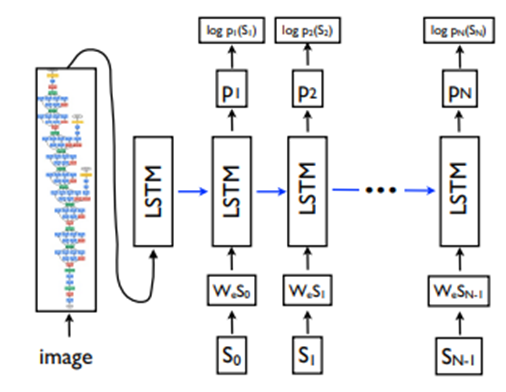 log p₁(S₁) log p₂(S₂) log pN(SN)
p₁ p₂ pN
LSTM LSTM LSTM ••• LSTM
WeS₀ WeS₁ WeSN-1
image S₀ S₁ SN-1